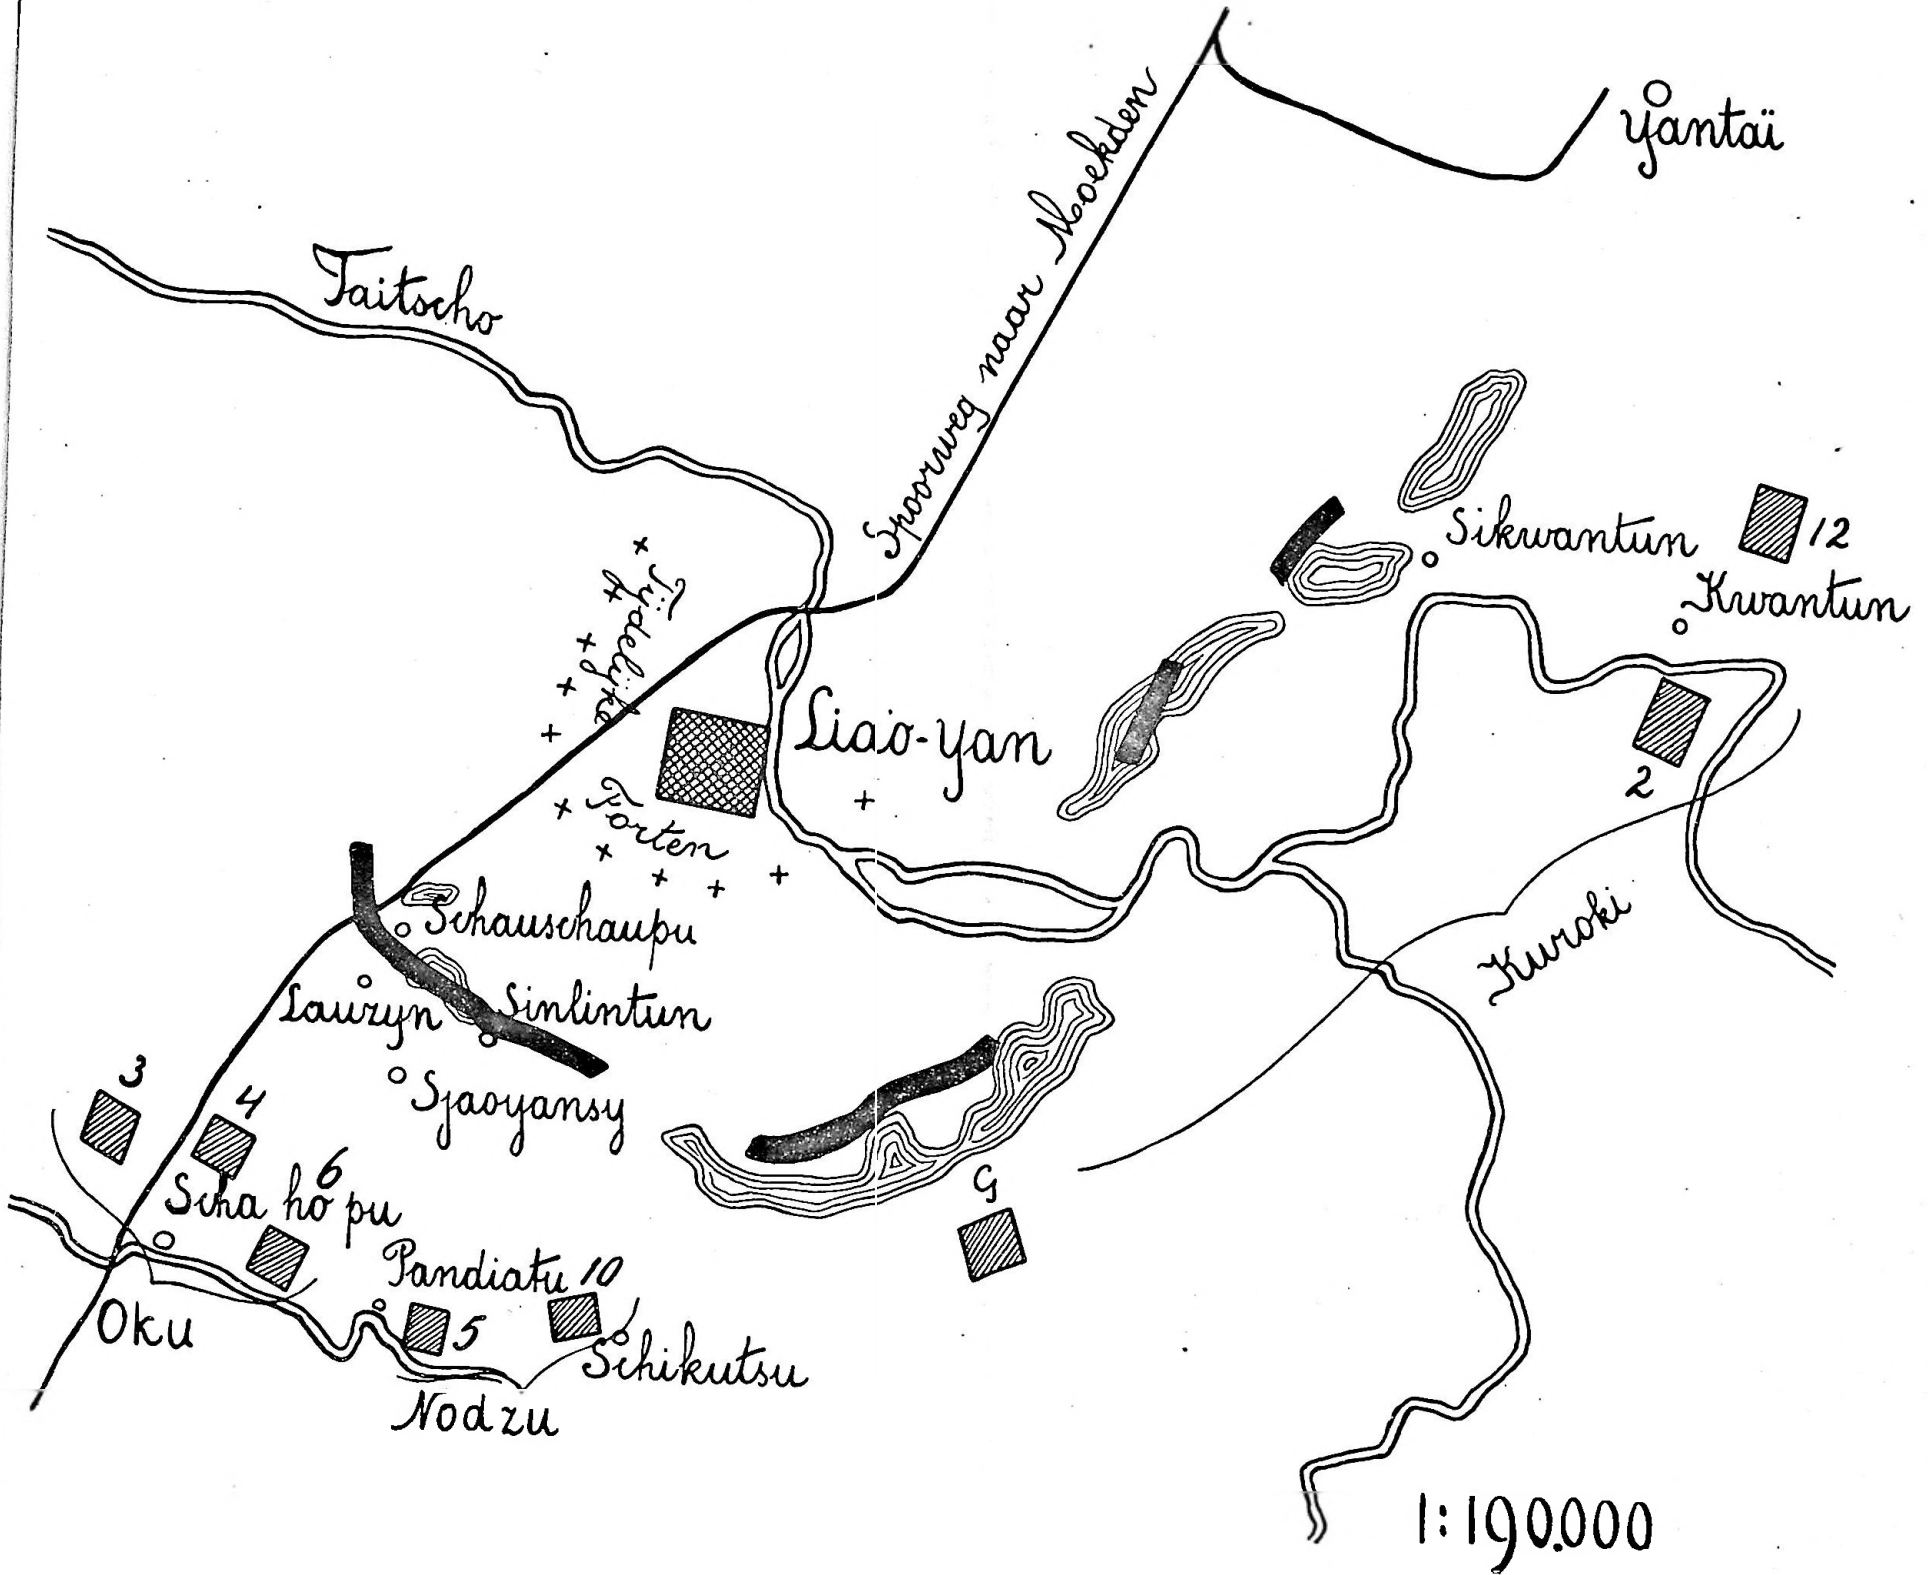 Yantaï
Spoorweg naar Moekden
Taitscho
Sikwantun
12
Kwantun
Tijdelijke
Liao-yan
2
Forten
Schauschaupu
Kuroki
Lauzyn
Sinlintun
Sjaoyansy
3
4
6
Scha ho pu
G
Pandiatu
10
Oku
5
Schikutsu
Nodzu
1:190.000